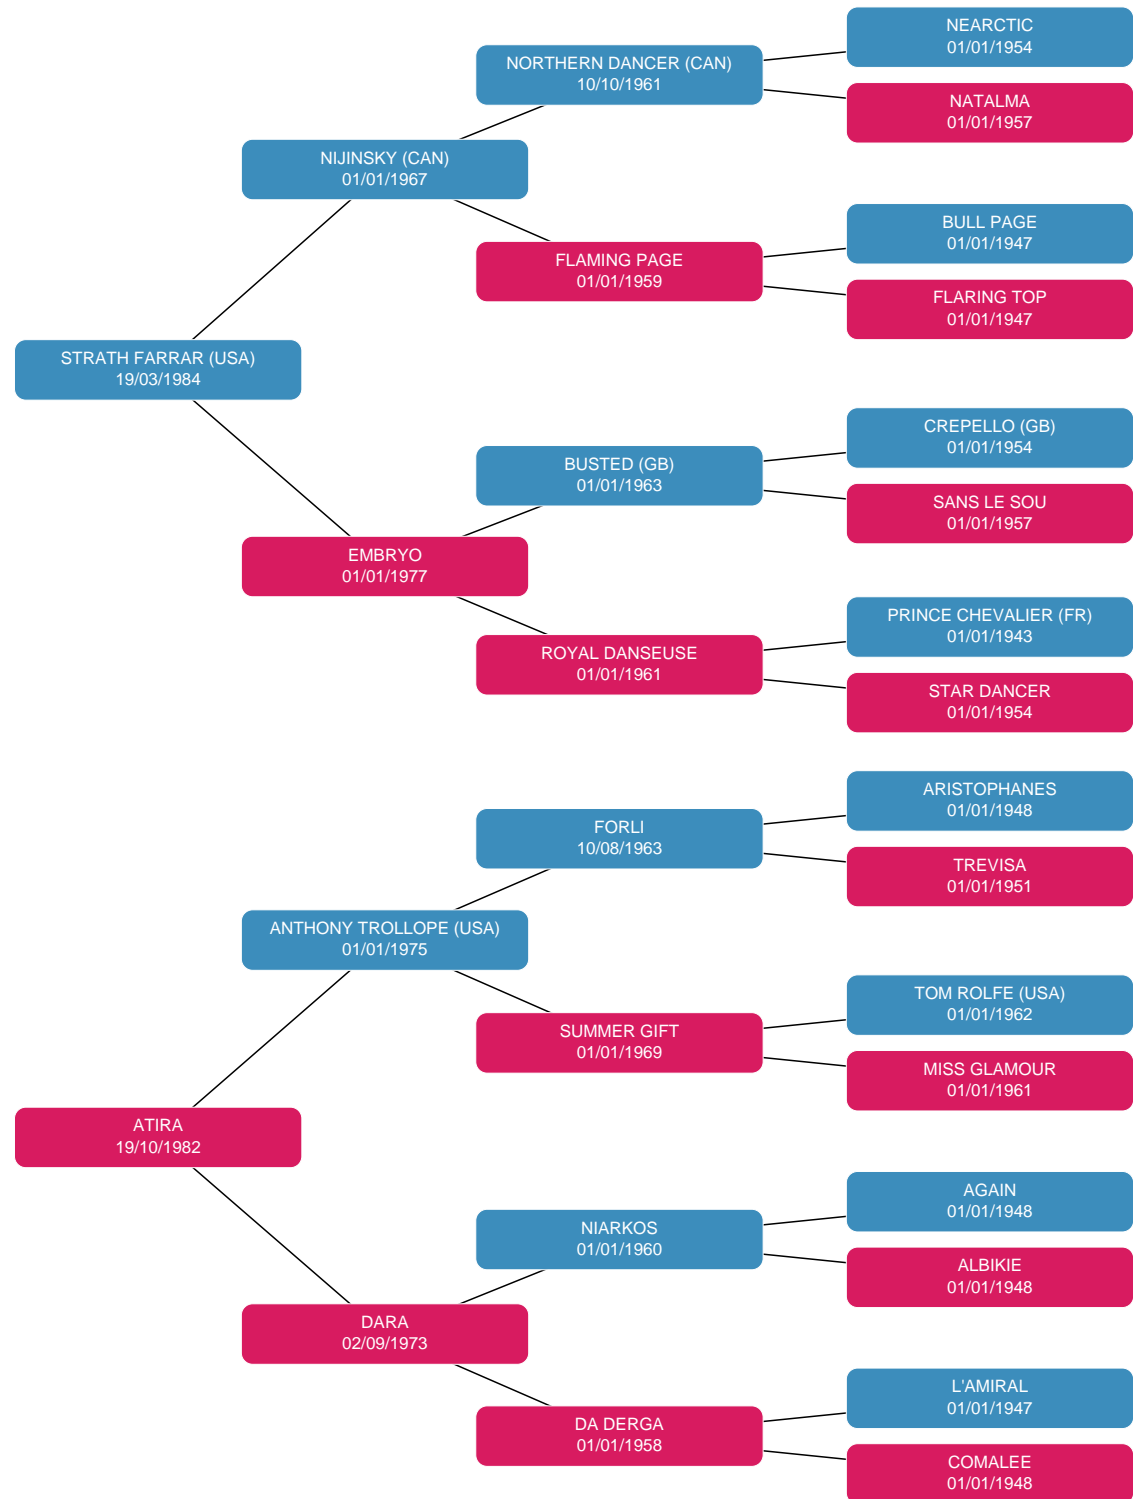 NEARCTIC
01/01/1954
NORTHERN DANCER (CAN)
10/10/1961
NATALMA
01/01/1957
NIJINSKY (CAN)
01/01/1967
BULL PAGE
01/01/1947
FLAMING PAGE
01/01/1959
FLARING TOP
01/01/1947
STRATH FARRAR (USA)
19/03/1984
CREPELLO (GB)
01/01/1954
BUSTED (GB)
01/01/1963
SANS LE SOU
01/01/1957
EMBRYO
01/01/1977
PRINCE CHEVALIER (FR)
01/01/1943
ROYAL DANSEUSE
01/01/1961
STAR DANCER
01/01/1954
ARISTOPHANES
01/01/1948
FORLI
10/08/1963
TREVISA
01/01/1951
ANTHONY TROLLOPE (USA)
01/01/1975
TOM ROLFE (USA)
01/01/1962
SUMMER GIFT
01/01/1969
MISS GLAMOUR
01/01/1961
ATIRA
19/10/1982
AGAIN
01/01/1948
NIARKOS
01/01/1960
ALBIKIE
01/01/1948
DARA
02/09/1973
L'AMIRAL
01/01/1947
DA DERGA
01/01/1958
COMALEE
01/01/1948